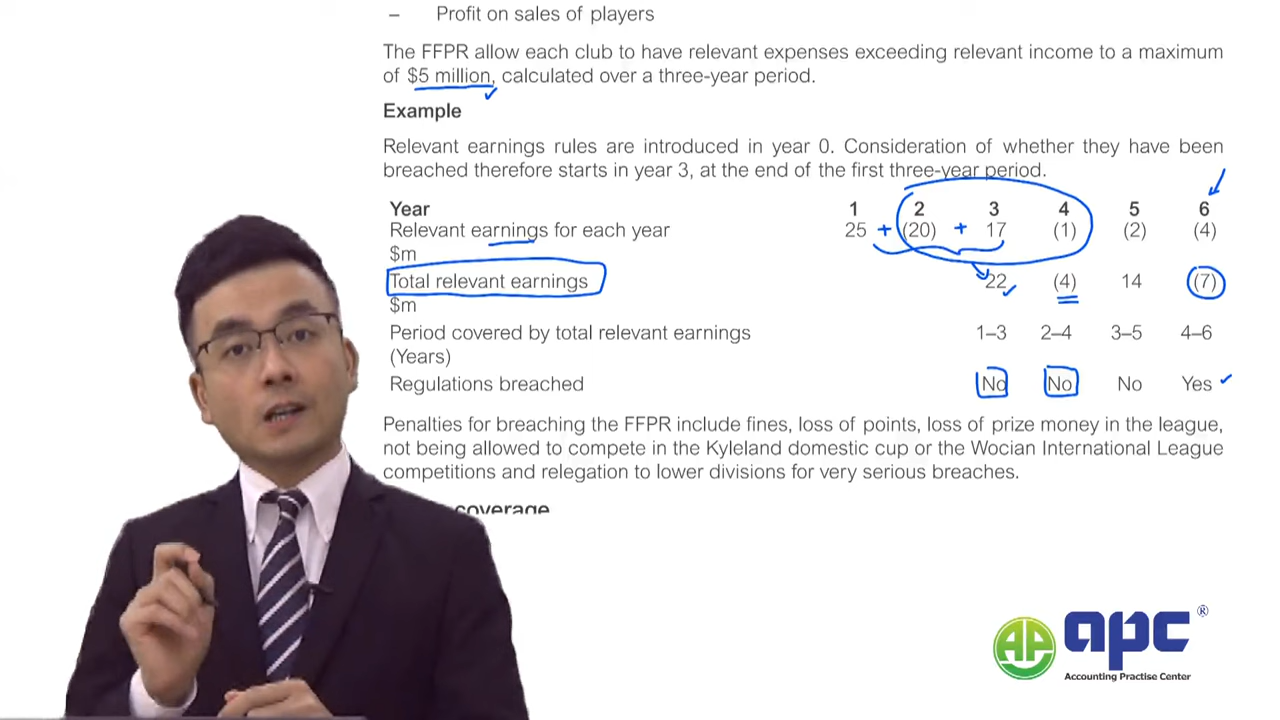 – Profit on sales of players
The FFPR allow each club to have relevant expenses exceeding relevant income to a maximum
of $5 million, calculated over a three-year period.
Example
Relevant earnings rules are introduced in year 0. Consideration of whether they have been
breached therefore starts in year 3, at the end of the first three-year period.
Year 1 2 3 4 5 6
Relevant earnings for each year 25 + (20) + 17 (1) (2) (4)
$m
Total relevant earnings 22 (4) 14 (7)
$m
Period covered by total relevant earnings 1–3 2–4 3–5 4–6
(Years)
Regulations breached No No No Yes
Penalties for breaching the FFPR include fines, loss of points, loss of prize money in the league,
not being allowed to compete in the Kyleland domestic cup or the Wocian International League
competitions and relegation to lower divisions for very serious breaches.
coverage
AP apc ®
Accounting Practise Center